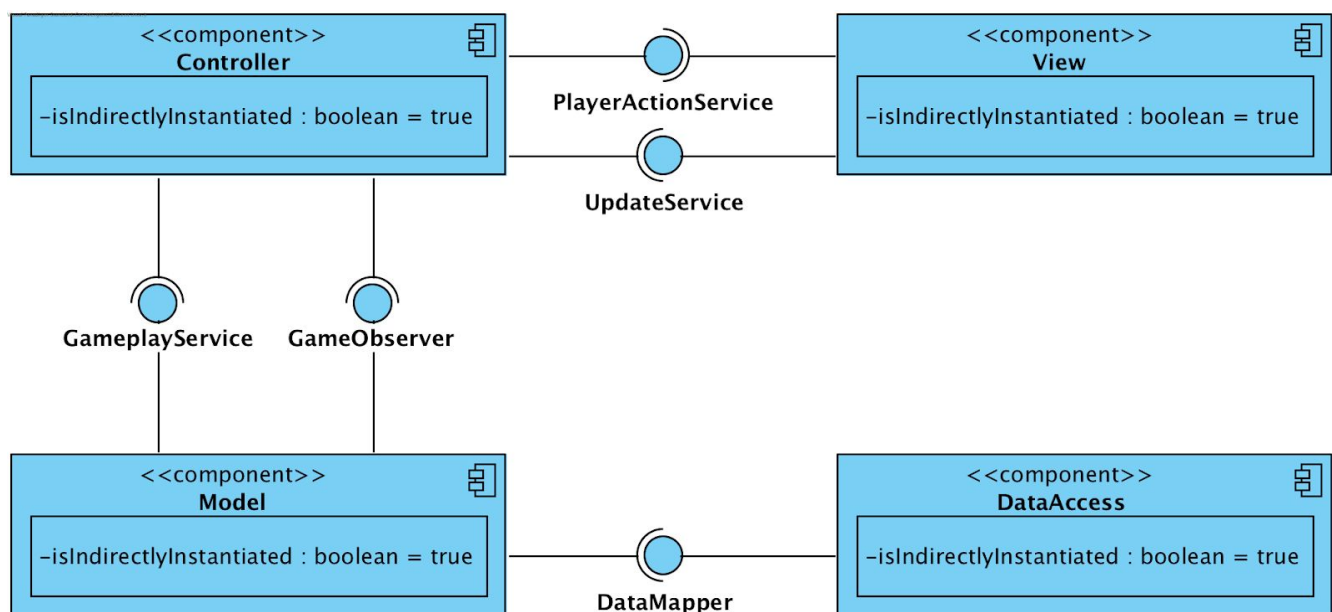 <<component>>
Controller
-isIndirectlyInstantiated : boolean = true
<<component>>
View
-isIndirectlyInstantiated : boolean = true
PlayerActionService
UpdateService
GameplayService
GameObserver
<<component>>
Model
-isIndirectlyInstantiated : boolean = true
<<component>>
DataAccess
-isIndirectlyInstantiated : boolean = true
DataMapper